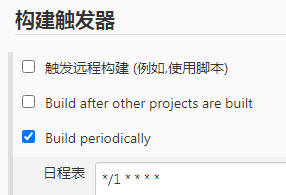 构建触发器
触发远程构建 (例如,使用脚本)
Build after other projects are built
Build periodically
日程表
*/1 * * * *